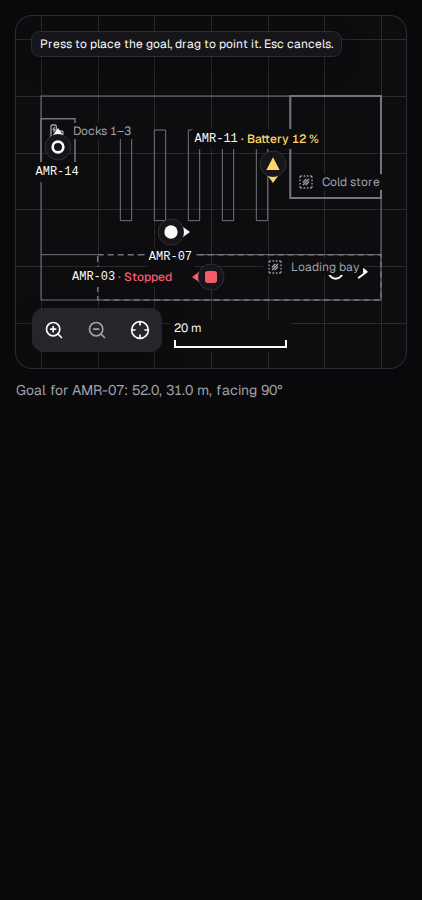 Press to place the goal, drag to point it. Esc cancels.
Docks 1–3
AMR-11 · Battery 12 %
AMR-14
Cold store
AMR-07
Loading bay
AMR-03 · Stopped
20 m
Goal for AMR-07: 52.0, 31.0 m, facing 90°